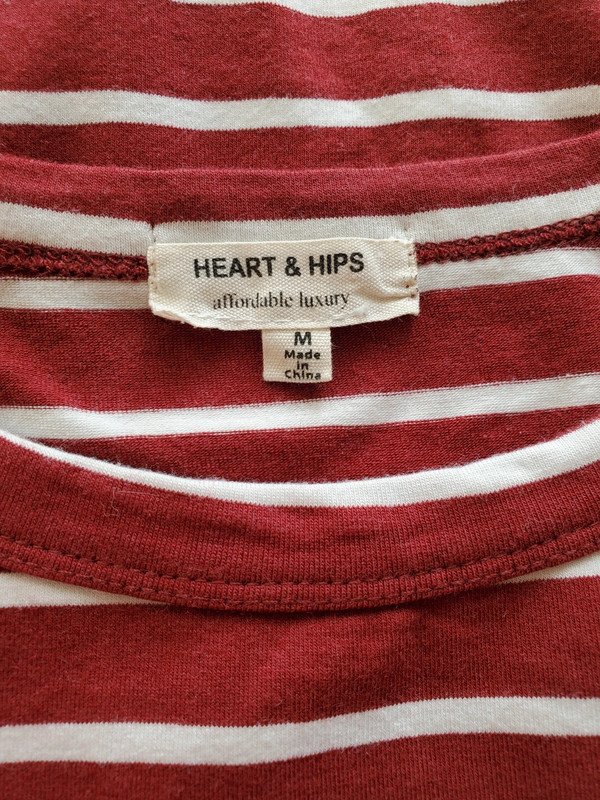 HEART & HIPS
affordable luxury
M
Made
in
China